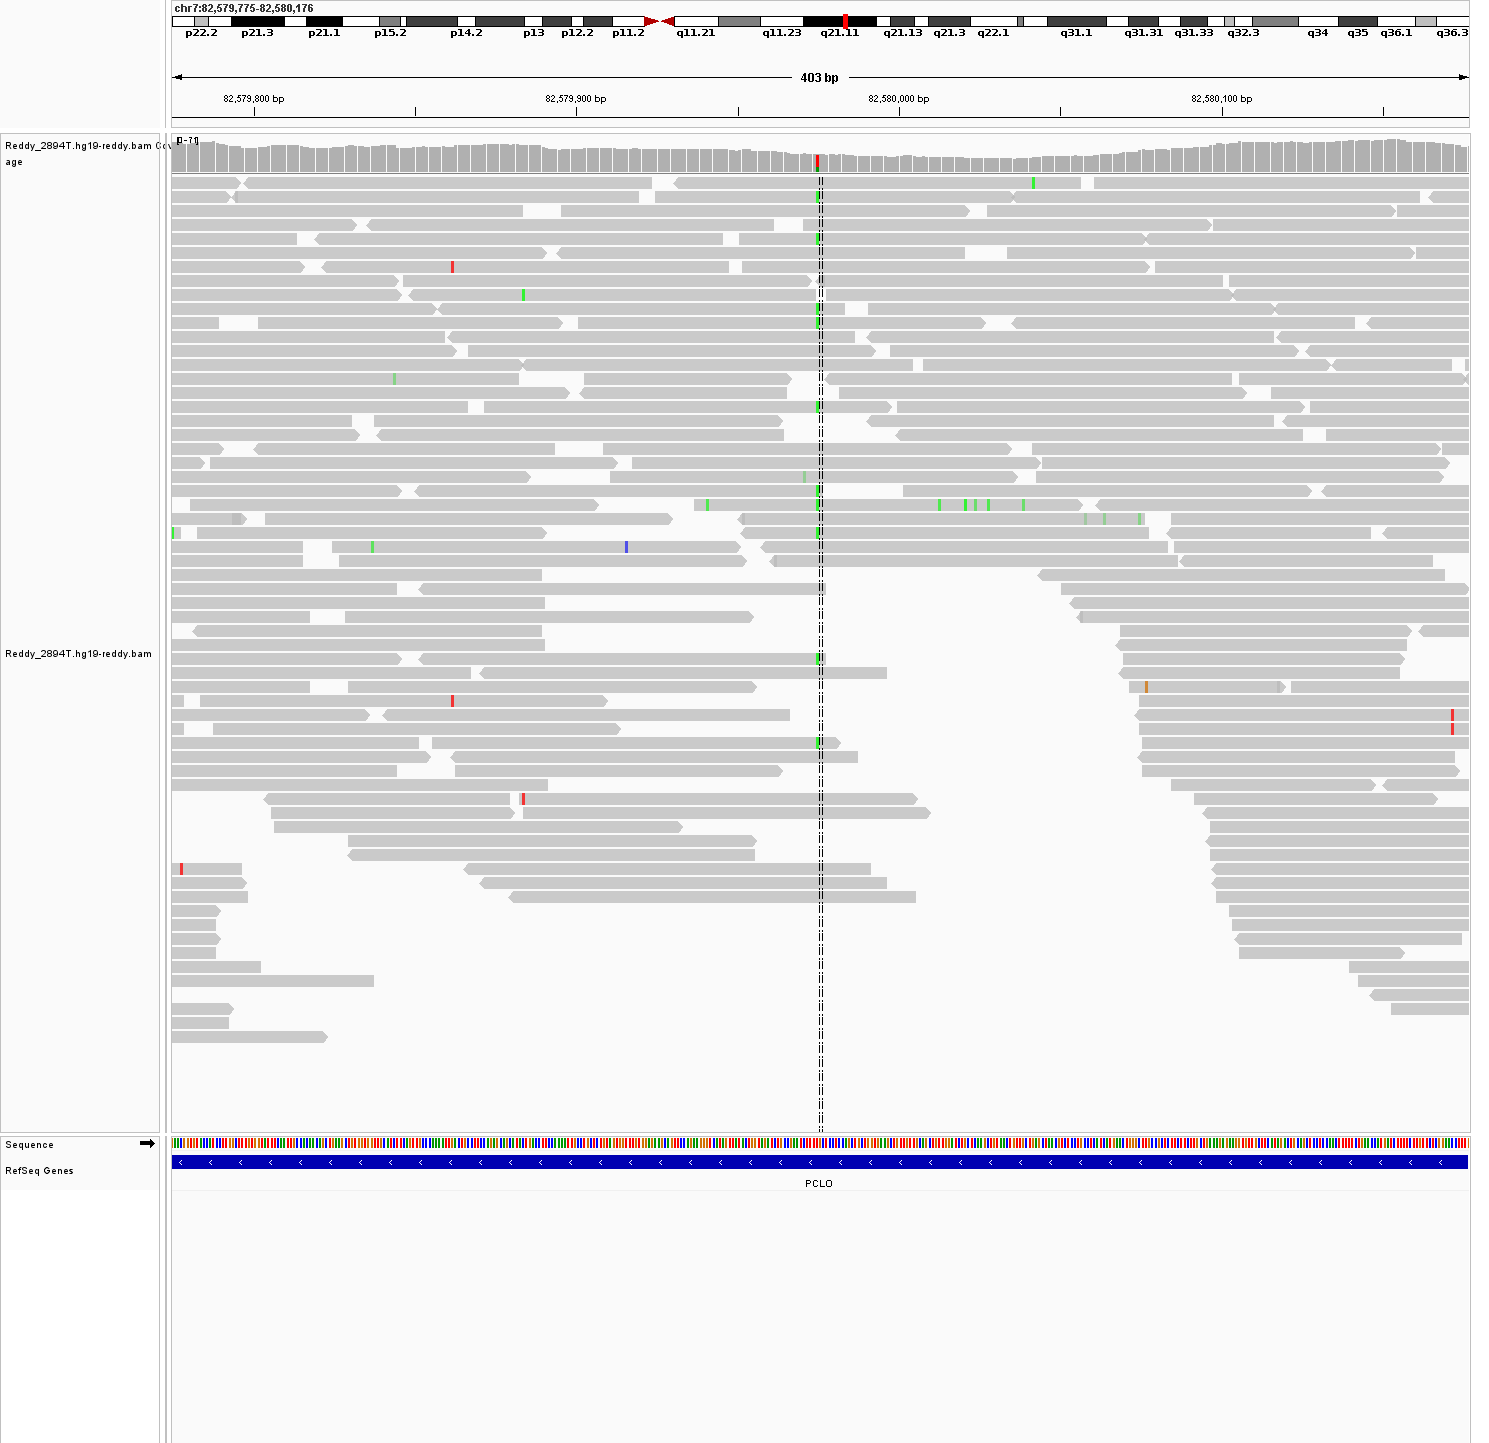 chr7:82,579,775-82,580,176
p22.2 p21.3 p21.1 p15.2 p14.2 p13 p12.2 p11.2 q11.21 q11.23 q21.11 q21.13 q21.3 q22.1 q31.1 q31.31 q31.33 q32.3 q34 q35 q36.1 q36.3
403 bp
82,579,800 bp 82,579,900 bp 82,580,000 bp 82,580,100 bp
Reddy_2894T.hg19-reddy.bam Cov
age
[0-71]
Reddy_2894T.hg19-reddy.bam
Sequence
RefSeq Genes
PCLO